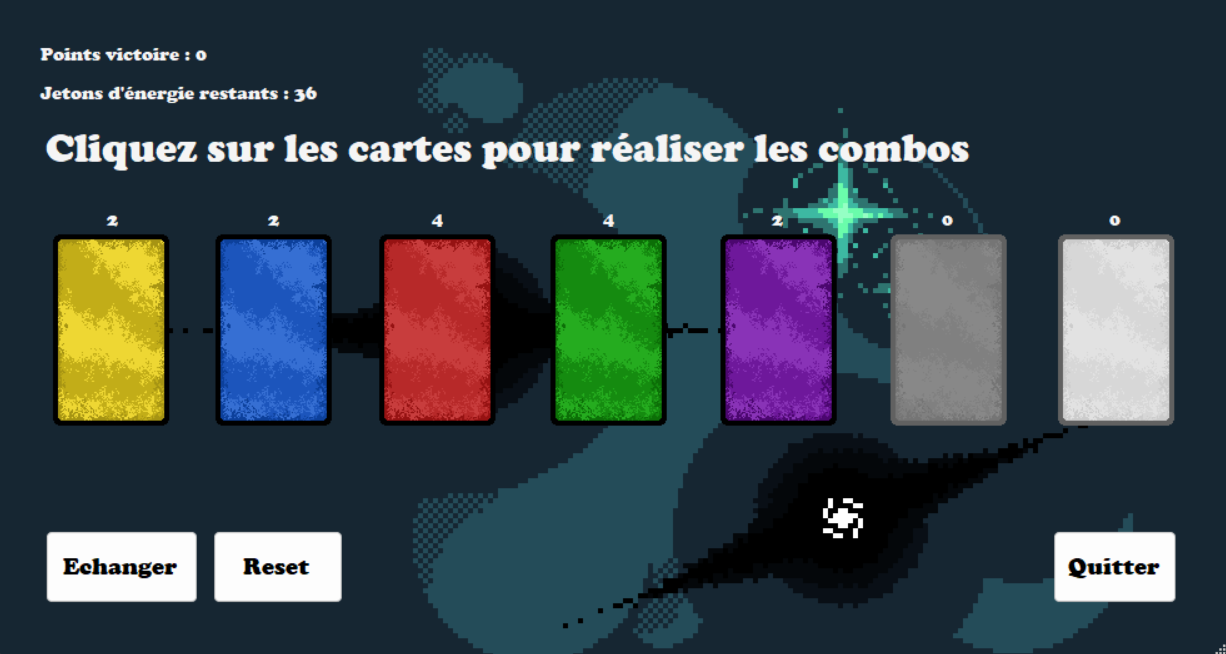 Points victoire : 0
Jetons d'énergie restants : 36
Cliquez sur les cartes pour réaliser les combos
2 2 4 4 2 0 0
Echanger Reset Quitter